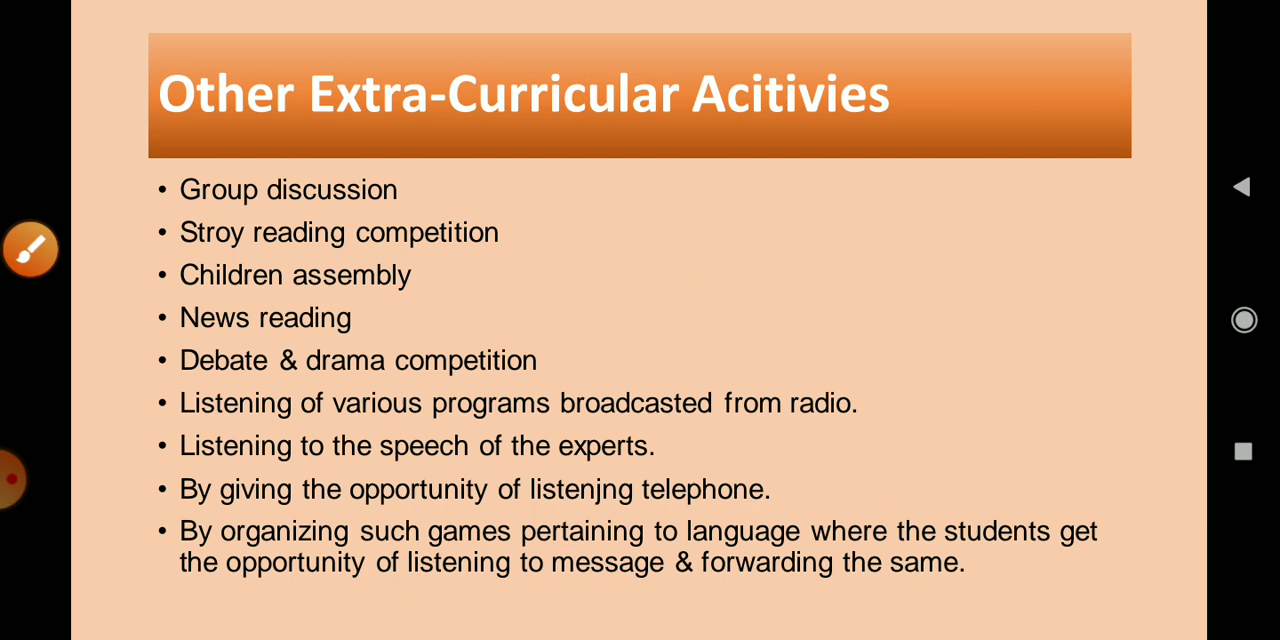 Other Extra-Curricular Acitivies
• Group discussion
• Stroy reading competition
• Children assembly
• News reading
• Debate & drama competition
• Listening of various programs broadcasted from radio.
• Listening to the speech of the experts.
• By giving the opportunity of listenjng telephone.
• By organizing such games pertaining to language where the students get
the opportunity of listening to message & forwarding the same.